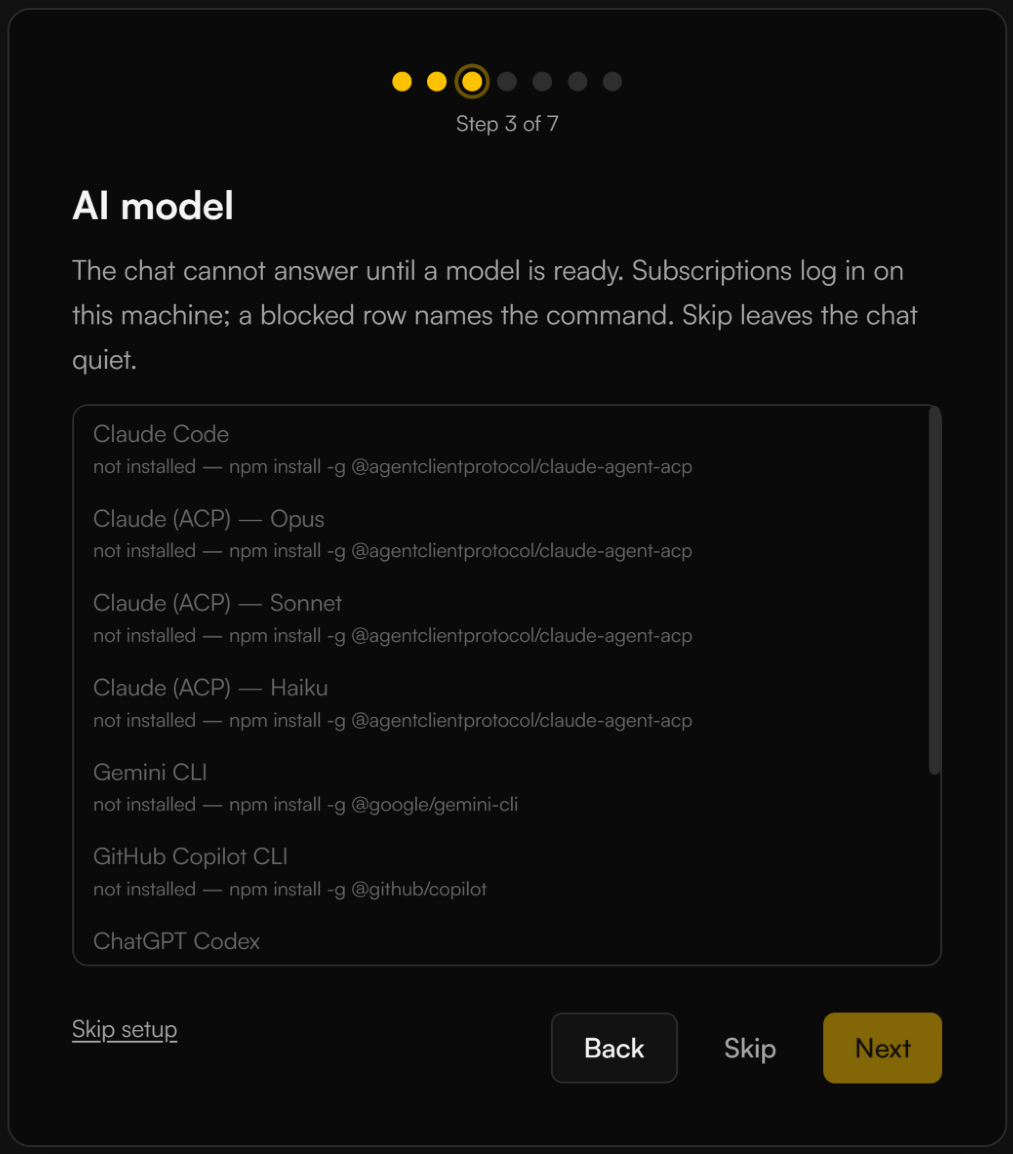 Step 3 of 7
AI model
The chat cannot answer until a model is ready. Subscriptions log in on
this machine; a blocked row names the command. Skip leaves the chat
quiet.
Claude Code
not installed — npm install -g @agentclientprotocol/claude-agent-acp
Claude (ACP) — Opus
not installed — npm install -g @agentclientprotocol/claude-agent-acp
Claude (ACP) — Sonnet
not installed — npm install -g @agentclientprotocol/claude-agent-acp
Claude (ACP) — Haiku
not installed — npm install -g @agentclientprotocol/claude-agent-acp
Gemini CLI
not installed — npm install -g @google/gemini-cli
GitHub Copilot CLI
not installed — npm install -g @github/copilot
ChatGPT Codex
Skip setup
Back
Skip
Next